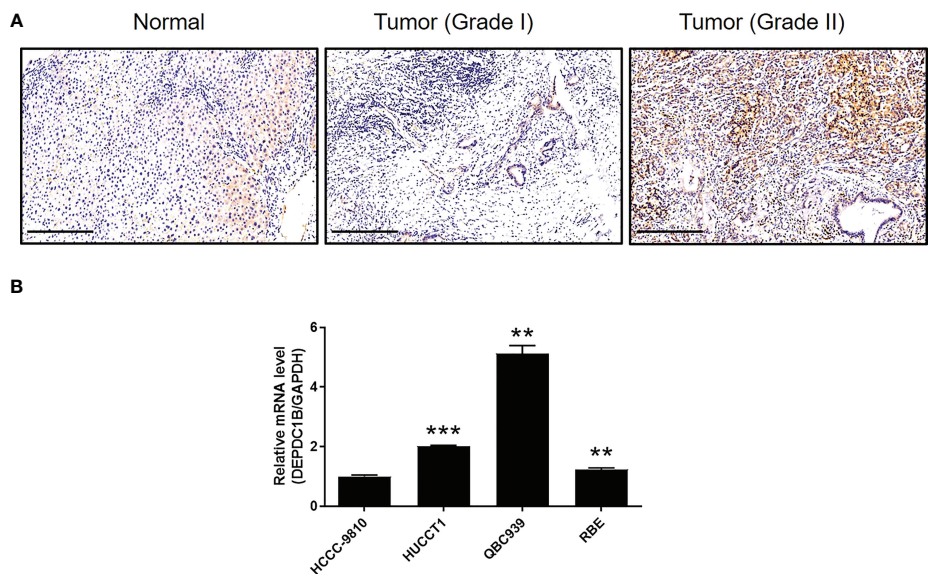 A
Normal
Tumor (Grade I)
Tumor (Grade II)
B
Relative mRNA level
(DEPDC1B/GAPDH)
6
4
2
0
***
**
**
HCCC-9810
HUCCT1
QBC939
RBE